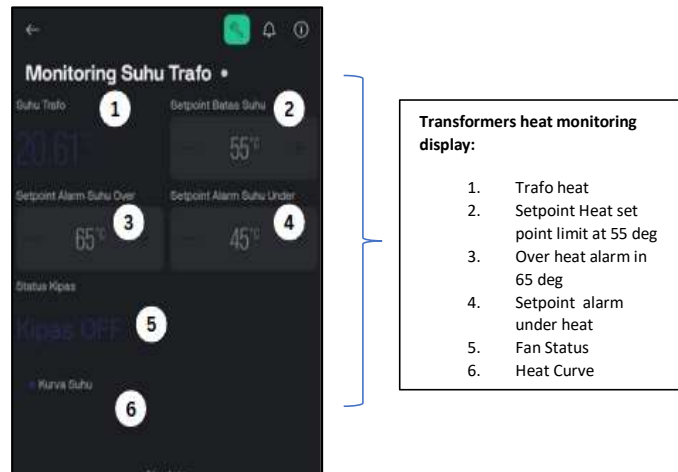 Monitoring Suhu Trafo
Suhu Trafo
1
Setpoint Batas Suhu
2
20.61
55°C
Setpoint Alarm Suhu Over
3
Setpoint Alarm Suhu Under
4
65°C
45°C
Status Kipas
Kipas OFF
5
Kurva Suhu
6
Transformers heat monitoring
display:
1. Trafo heat
2. Setpoint Heat set
point limit at 55 deg
3. Over heat alarm in
65 deg
4. Setpoint alarm
under heat
5. Fan Status
6. Heat Curve